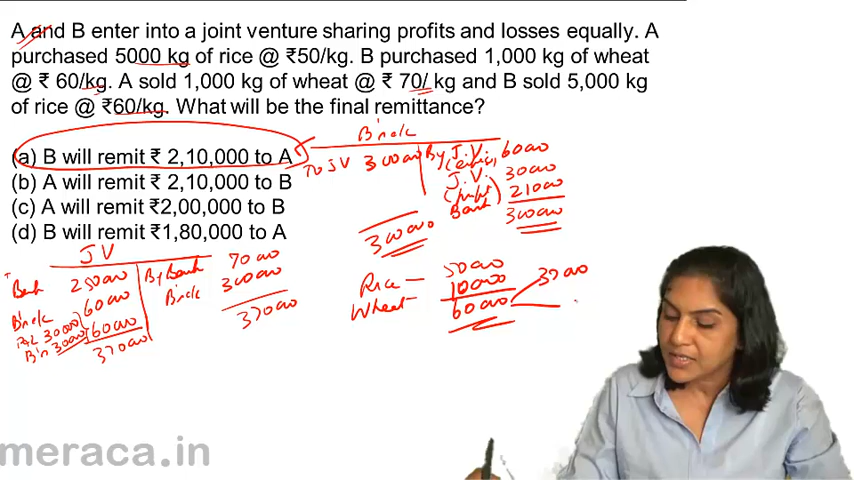 A and B enter into a joint venture sharing profits and losses equally. A
purchased 5000 kg of rice @ ₹50/kg. B purchased 1,000 kg of wheat
@ ₹ 60/kg. A sold 1,000 kg of wheat @ ₹ 70/ kg and B sold 5,000 kg
of rice @ ₹60/kg. What will be the final remittance?
(a) B will remit ₹ 2,10,000 to A
(b) A will remit ₹ 2,10,000 to B
(c) A will remit ₹2,00,000 to B
(d) B will remit ₹1,80,000 to A
B's a/c
To JV 300000 By J.V. 60000
J.V. 30000
(profit)
Bank 210000
300000 300000
JV
Bank 250000 By Bank 70000
B's a/c 60000 B's a/c 300000
P&L 30000
B's 30000 60000
370000 370000
Rice — 50000
Wheat — 10000
60000
meraca.in